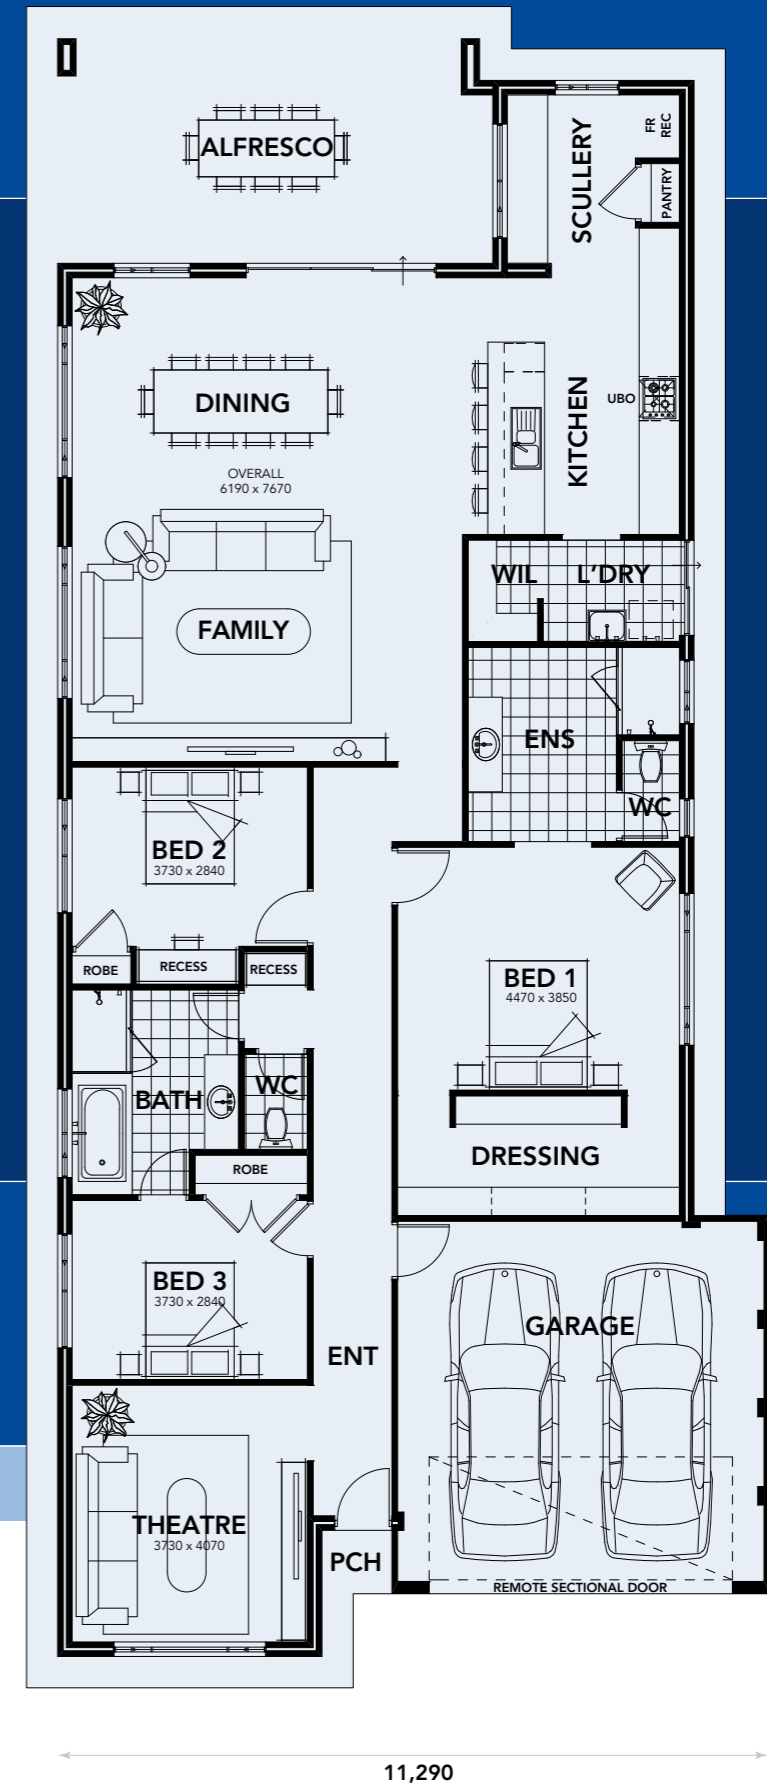 ALFRESCO
SCULLERY
FR
REC
PANTRY
DINING
OVERALL
6190 x 7670
KITCHEN
UBO
FAMILY
WIL
L'DRY
ENS
WC
BED 2
3730 x 2840
ROBE
RECESS
RECESS
BED 1
4470 x 3850
BATH
WC
DRESSING
ROBE
BED 3
3730 x 2840
ENT
GARAGE
THEATRE
3730 x 4070
PCH
REMOTE SECTIONAL DOOR
11,290